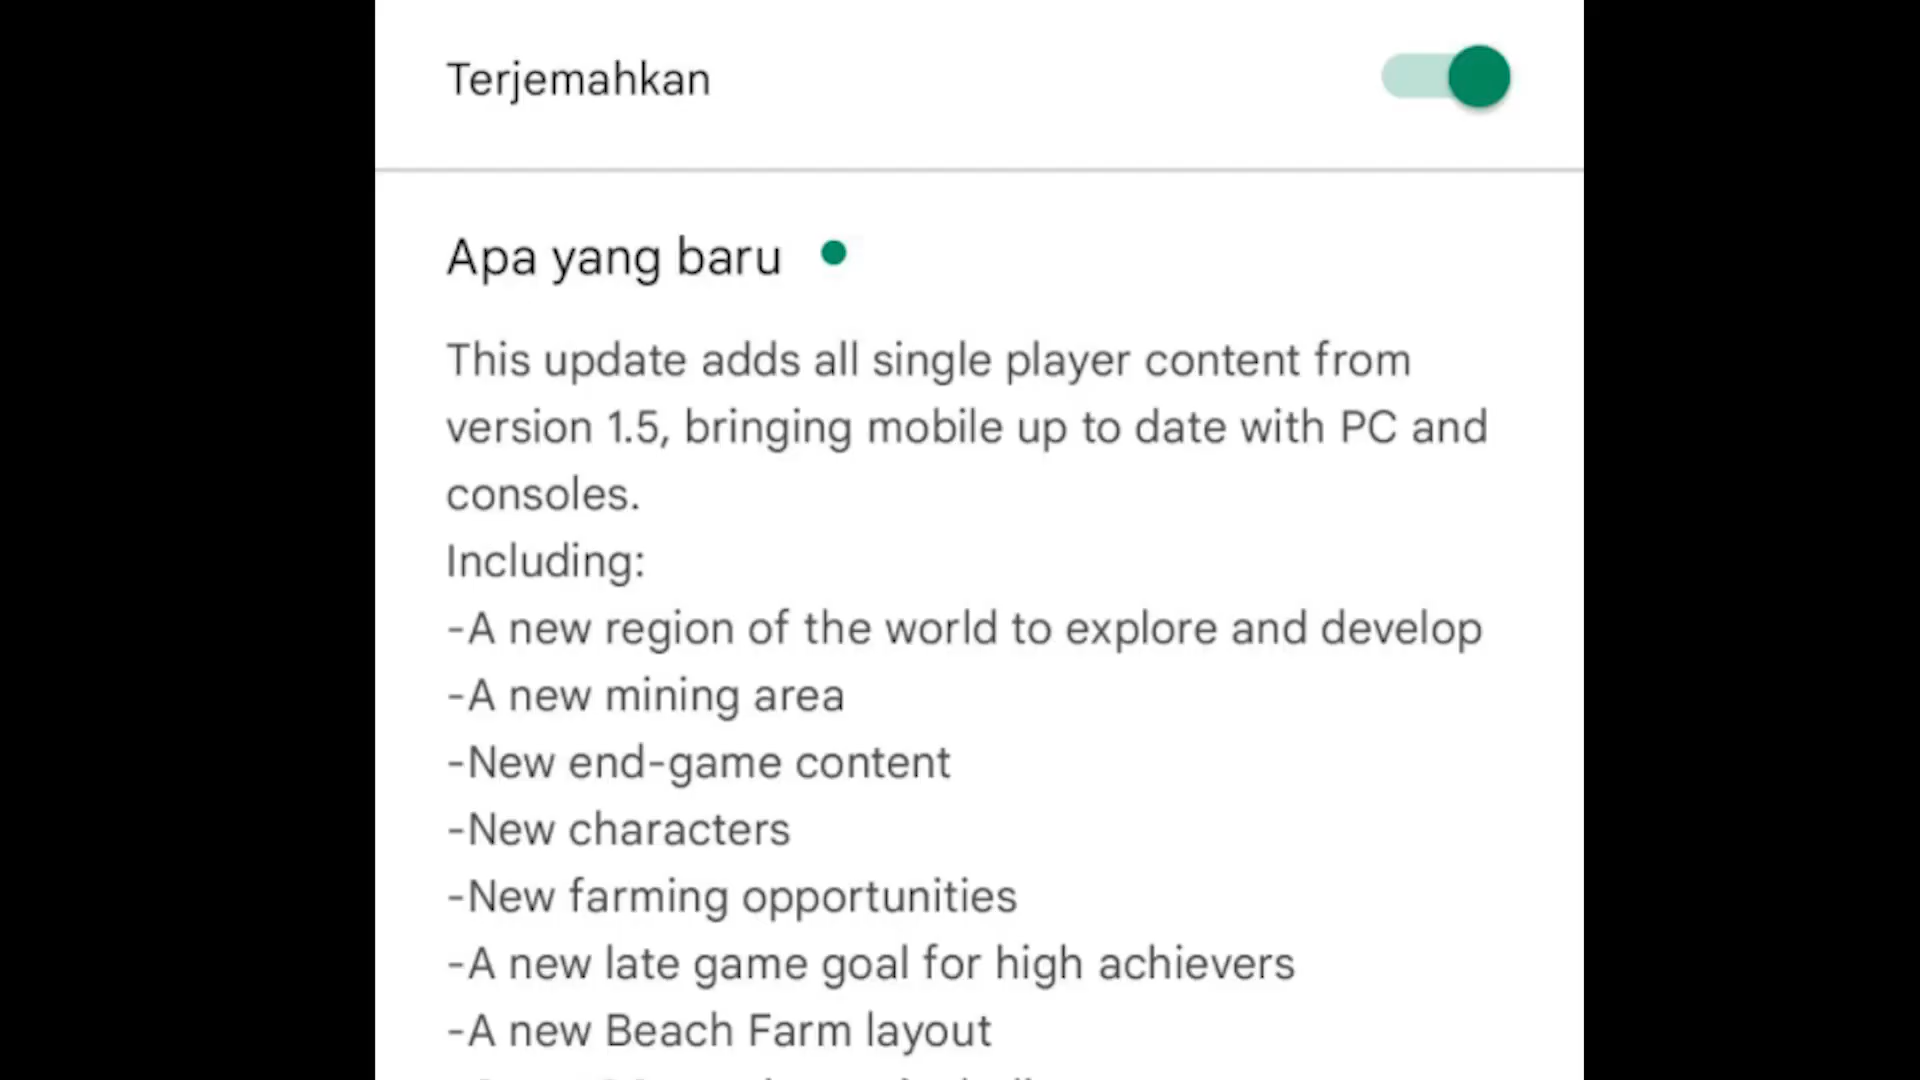 Terjemahkan
Apa yang baru
This update adds all single player content from
version 1.5, bringing mobile up to date with PC and
consoles.
Including:
-A new region of the world to explore and develop
-A new mining area
-New end-game content
-New characters
-New farming opportunities
-A new late game goal for high achievers
-A new Beach Farm layout